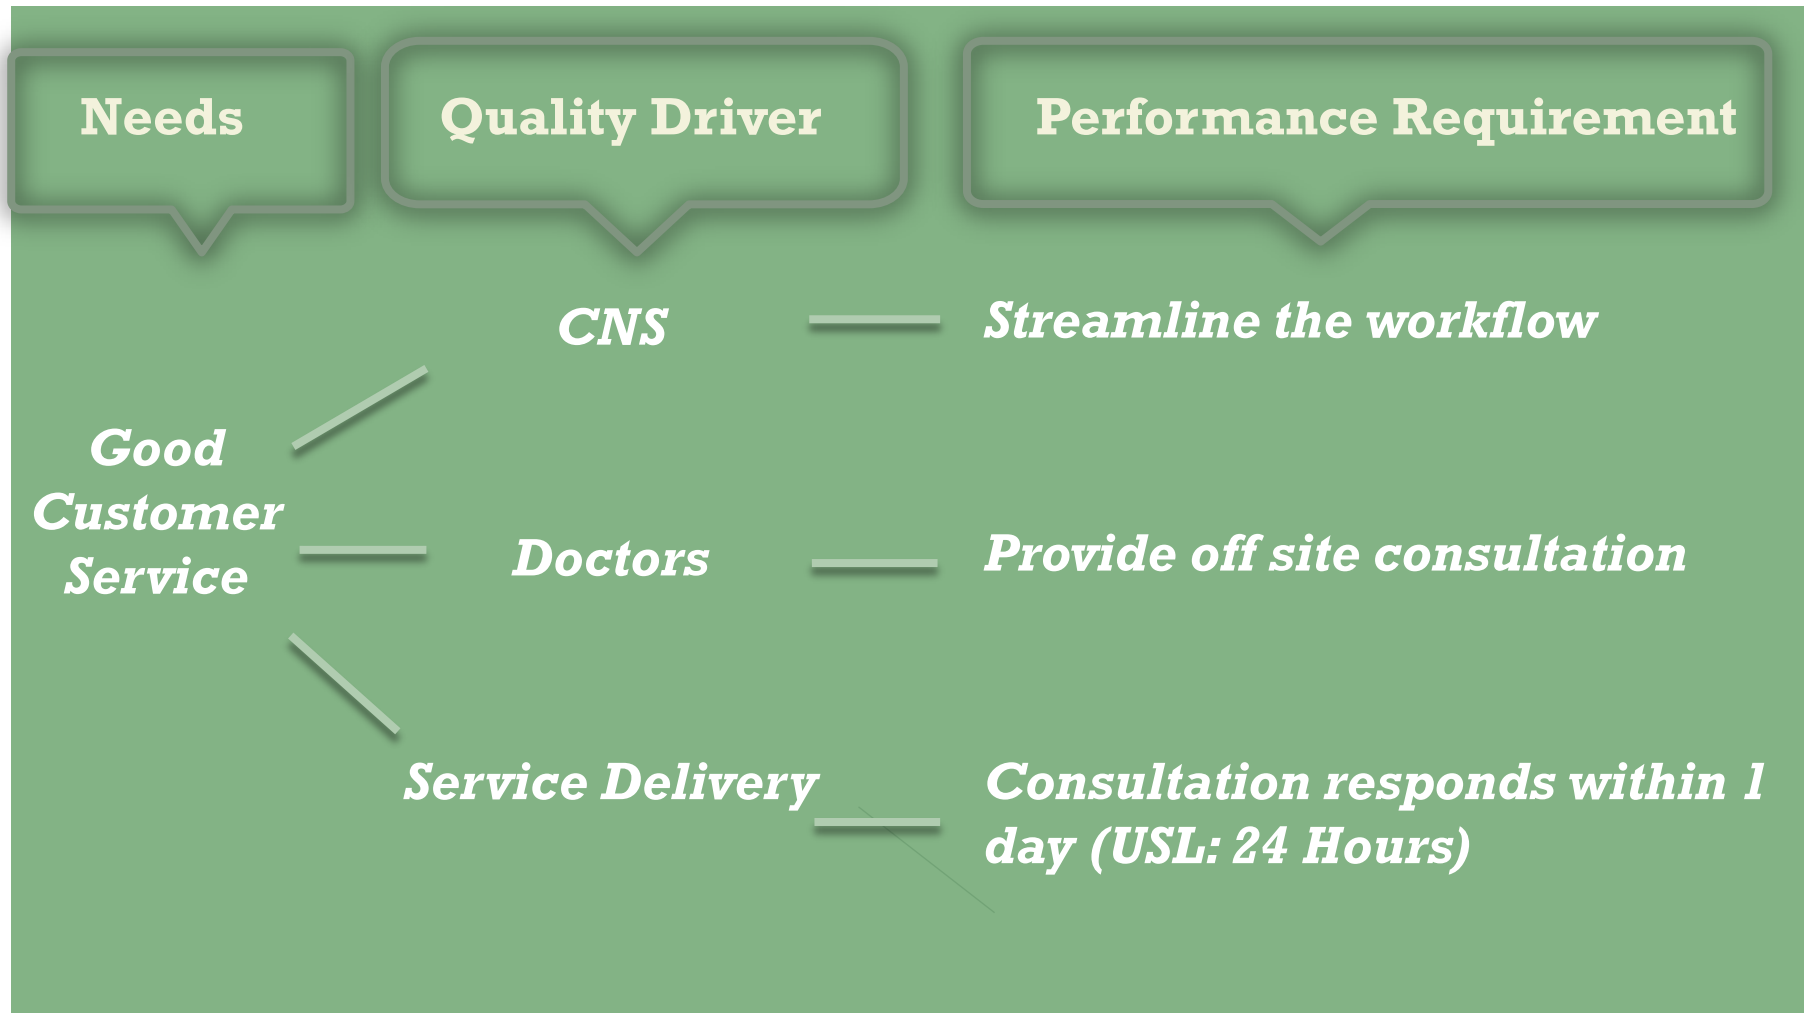 Needs
Quality Driver
Performance Requirement
CNS
Streamline the workflow
Good
Customer
Service
Doctors
Provide off site consultation
Service Delivery
Consultation responds within 1
day (USL: 24 Hours)